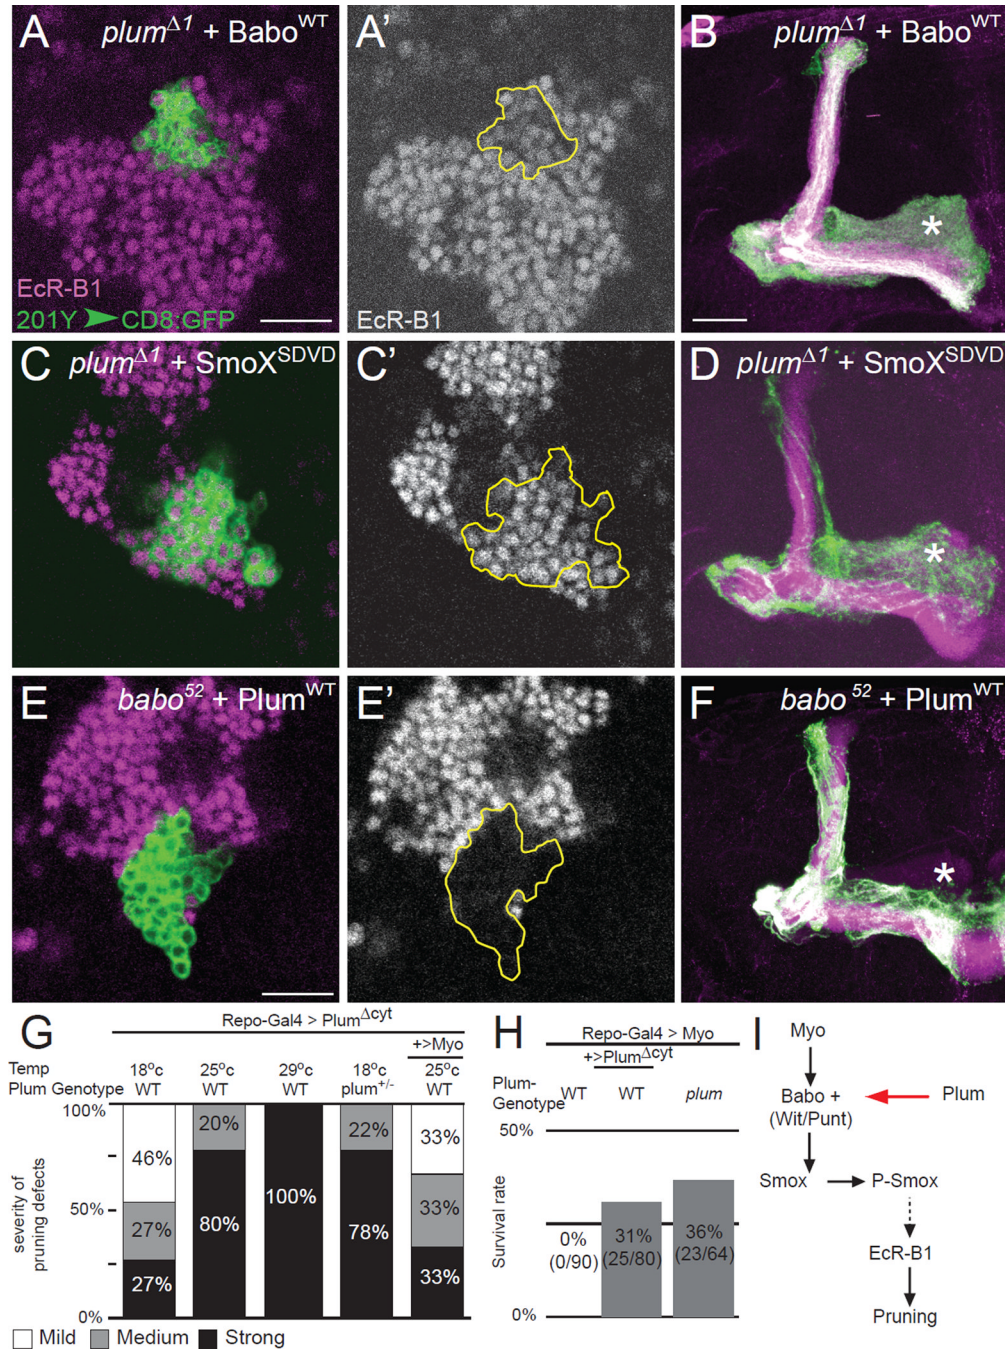 A plumΔ1 + BaboWT
EcR-B1
201Y CD8:GFP
A'
EcR-B1
B plumΔ1 + BaboWT
*
C plumΔ1 + SmoXSDVD
C'
D plumΔ1 + SmoXSDVD
*
E babo52 + PlumWT
E'
F babo52 + PlumWT
*
G
Repo-Gal4 > PlumΔcyt
+>Myo
Temp 18°c 25°c 29°c 18°c 25°c
Plum Genotype WT WT WT plum+/- WT
severity of
pruning defects
100%
50%
0%
46%
27%
27%
20%
80%
100%
22%
78%
33%
33%
33%
Mild Medium Strong
H
Repo-Gal4 > Myo
+>PlumΔcyt
Plum-
Genotype WT WT plum
Survival rate
50%
0%
0%
(0/90)
31%
(25/80)
36%
(23/64)
I
Myo
Babo +
(Wit/Punt)
Plum
Smox P-Smox
EcR-B1
Pruning